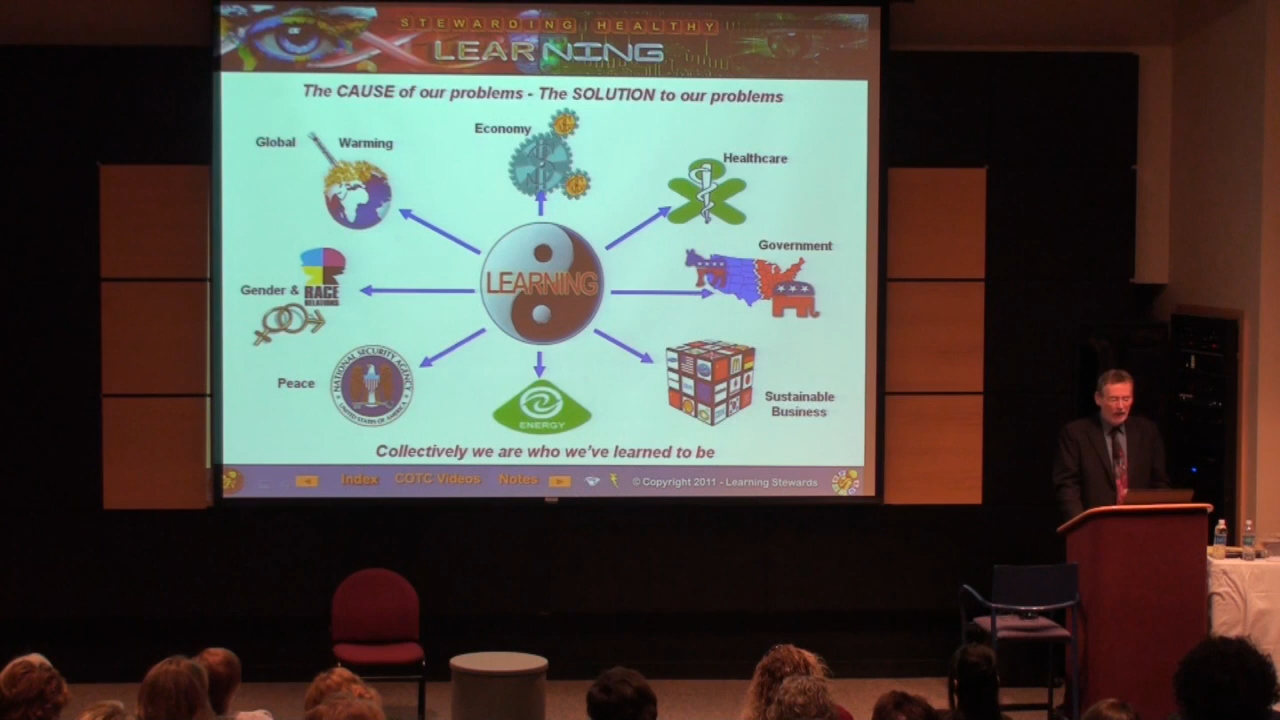 STEWARDING HEALTHY
LEARNING
The CAUSE of our problems - The SOLUTION to our problems
Global Warming
Economy
Healthcare
Government
Gender &
RACE
RELATIONS
LEARNING
Peace
NATIONAL SECURITY AGENCY
UNITED STATES OF AMERICA
ENERGY
Sustainable
Business
Collectively we are who we've learned to be
Index COTC Videos Notes © Copyright 2011 - Learning Stewards